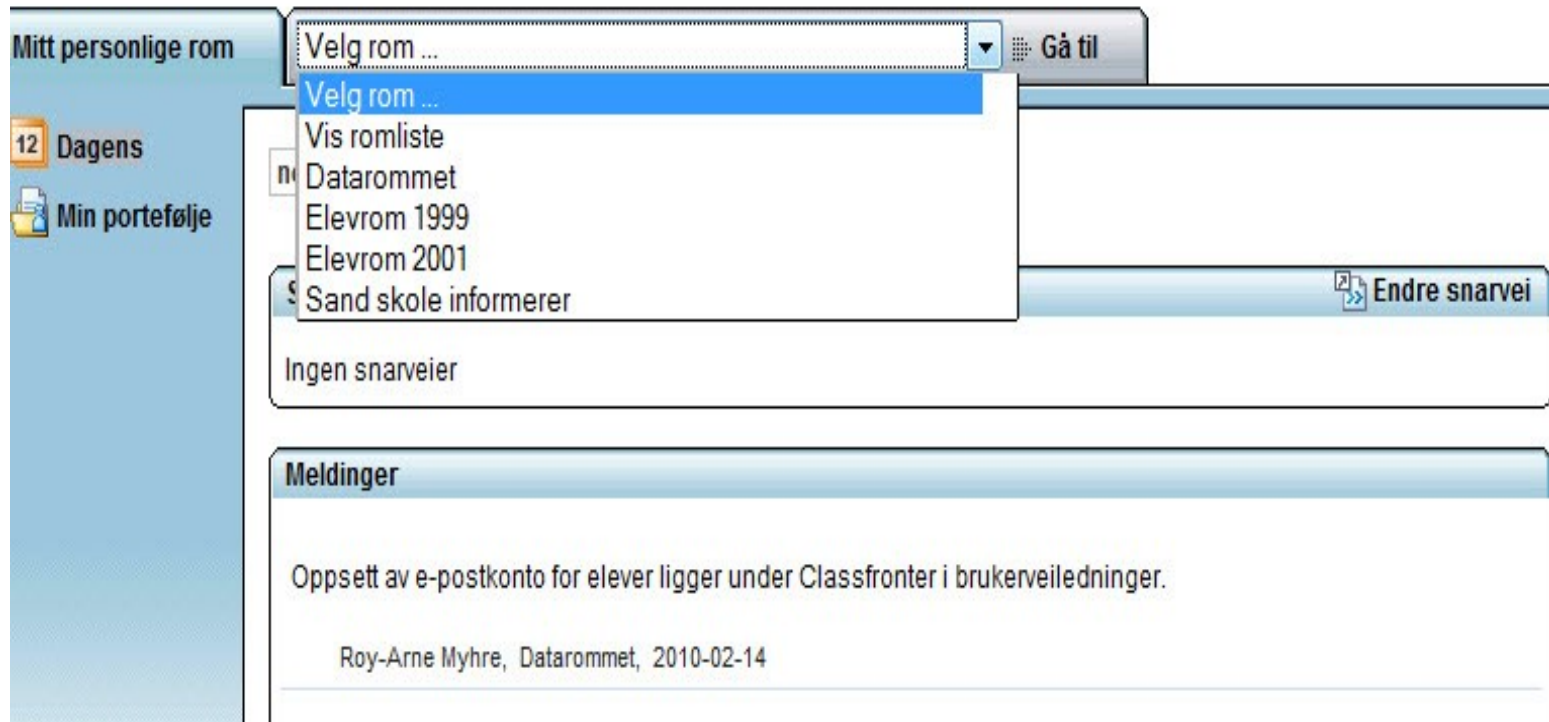 Mitt personlige rom
Velg rom ...
Gå til
Velg rom ...
Vis romliste
Datarommet
Elevrom 1999
Elevrom 2001
Sand skole informerer
12 Dagens
Min portefølje
Endre snarvei
Ingen snarveier
Meldinger
Oppsett av e-postkonto for elever ligger under Classfronter i brukerveiledninger.
Roy-Arne Myhre, Datarommet, 2010-02-14